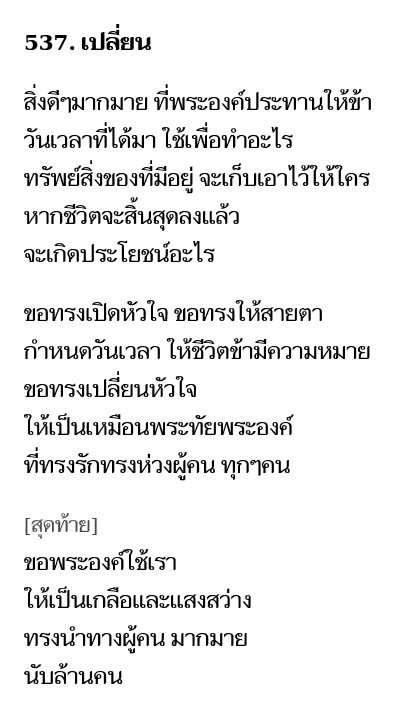 537. เปลี่ยน
สิ่งดีๆมากมาย ที่พระองค์ประทานให้ข้า
วันเวลาที่ได้มา ใช้เพื่อทำอะไร
ทรัพย์สิ่งของที่มีอยู่ จะเก็บเอาไว้ให้ใคร
หากชีวิตจะสิ้นสุดลงแล้ว
จะเกิดประโยชน์อะไร
ขอทรงเปิดหัวใจ ขอทรงให้สายตา
กำหนดวันเวลา ให้ชีวิตข้ามีความหมาย
ขอทรงเปลี่ยนหัวใจ
ให้เป็นเหมือนพระทัยพระองค์
ที่ทรงรักทรงห่วงผู้คน ทุกๆคน
[สุดท้าย]
ขอพระองค์ใช้เรา
ให้เป็นเกลือและแสงสว่าง
ทรงนำทางผู้คน มากมาย
นับล้านคน